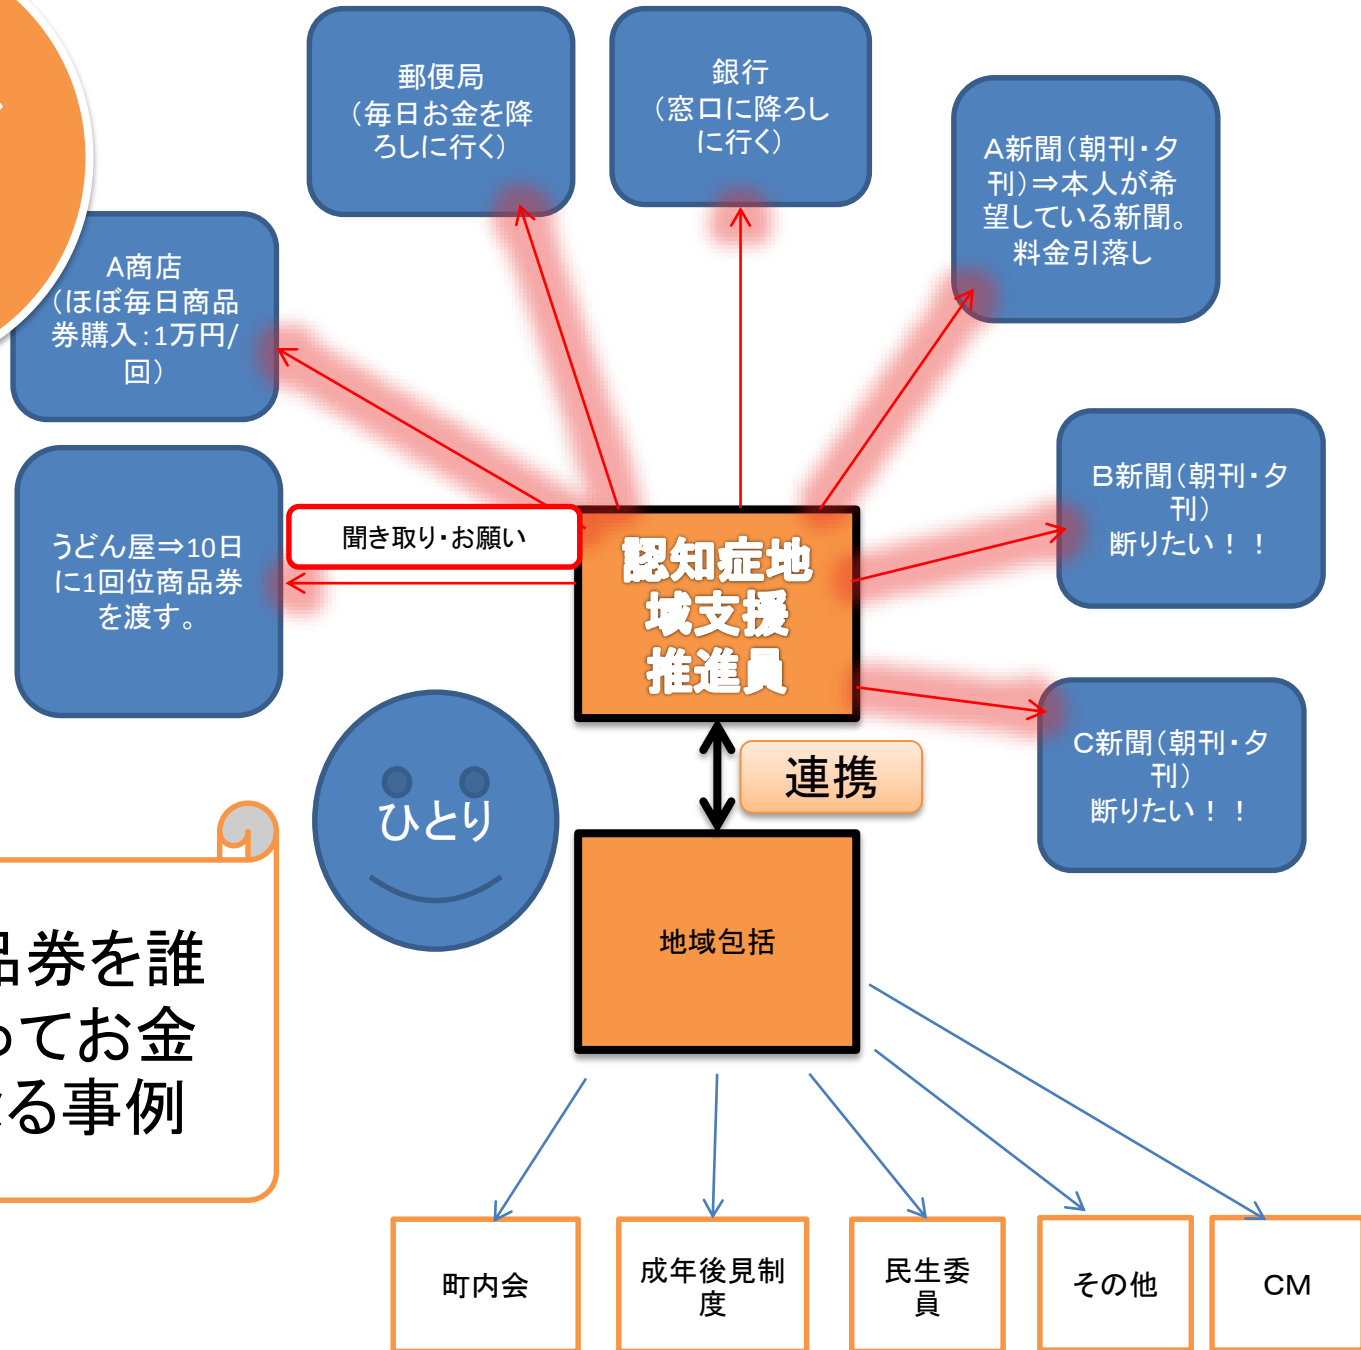 郵便局
（毎日お金を降
ろしに行く）
銀行
（窓口に降ろし
に行く）
A新聞（朝刊・夕
刊）⇒本人が希
望している新聞。
料金引落し
A商店
（ほぼ毎日商品
券購入：1万円/
回）
B新聞（朝刊・夕
刊）
断りたい！！
うどん屋⇒10日
に1回位商品券
を渡す。
聞き取り・お願い
認知症地
域支援
推進員
C新聞（朝刊・夕
刊）
断りたい！！
連携
ひとり
地域包括
品券を誰
ってお金
る事例
町内会
成年後見制
度
民生委
員
その他
CM